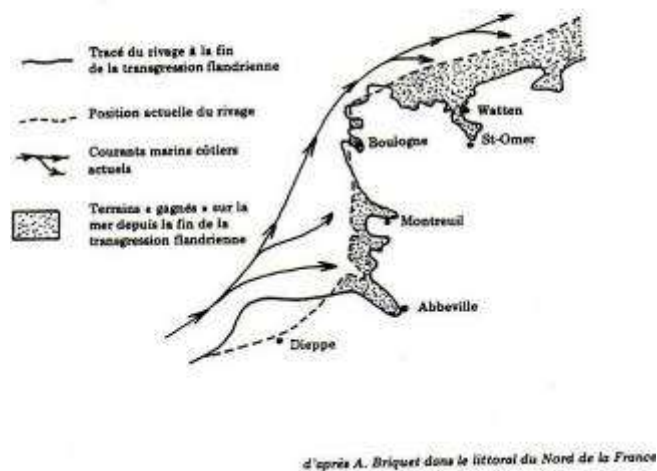 Tracé du rivage à la fin
de la transgression flandrienne
Position actuelle du rivage
Courants marins côtiers
actuels
Terrains « gagnés » sur la
mer depuis la fin de la
transgression flandrienne
Watten
St-Omer
Boulogne
Montreuil
Abbeville
Dieppe
d'après A. Briquet dans le littoral du Nord de la France